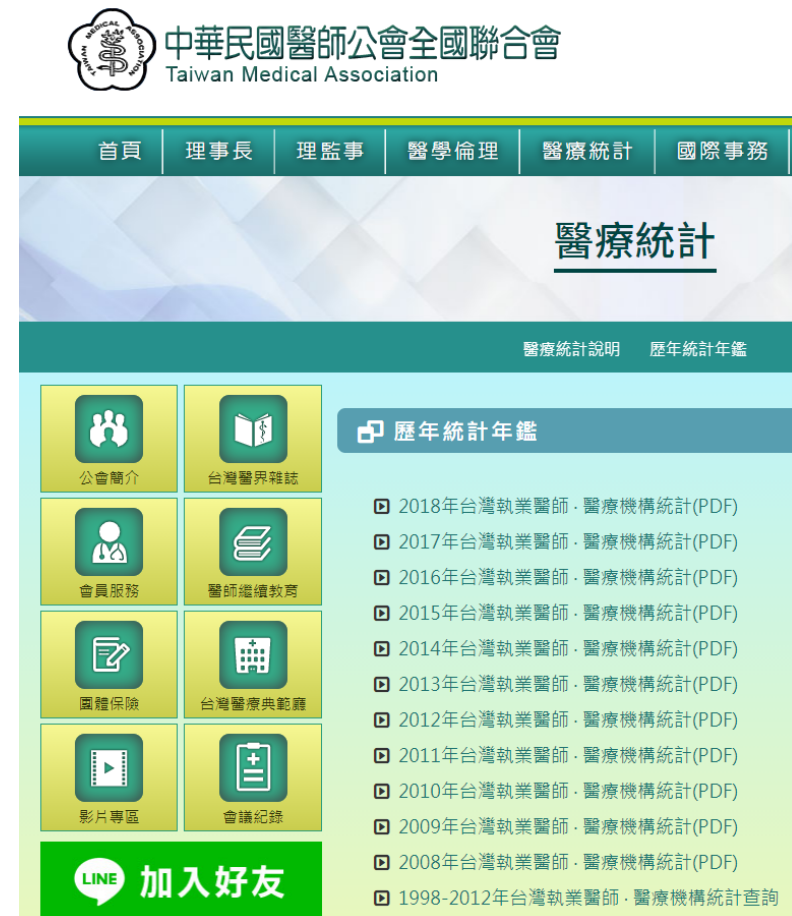 TAIWAN MEDICAL ASSOCIATION
中華民國醫師公會全國聯合會
Taiwan Medical Association
首頁 理事長 理監事 醫學倫理 醫療統計 國際事務
醫療統計
醫療統計說明 歷年統計年鑑
公會簡介 台灣醫界雜誌
會員服務 醫師繼續教育
團體保險 台灣醫療典範廳
影片專區 會議紀錄
LINE 加入好友
歷年統計年鑑
2018年台灣執業醫師．醫療機構統計(PDF)
2017年台灣執業醫師．醫療機構統計(PDF)
2016年台灣執業醫師．醫療機構統計(PDF)
2015年台灣執業醫師．醫療機構統計(PDF)
2014年台灣執業醫師．醫療機構統計(PDF)
2013年台灣執業醫師．醫療機構統計(PDF)
2012年台灣執業醫師．醫療機構統計(PDF)
2011年台灣執業醫師．醫療機構統計(PDF)
2010年台灣執業醫師．醫療機構統計(PDF)
2009年台灣執業醫師．醫療機構統計(PDF)
2008年台灣執業醫師．醫療機構統計(PDF)
1998-2012年台灣執業醫師．醫療機構統計查詢